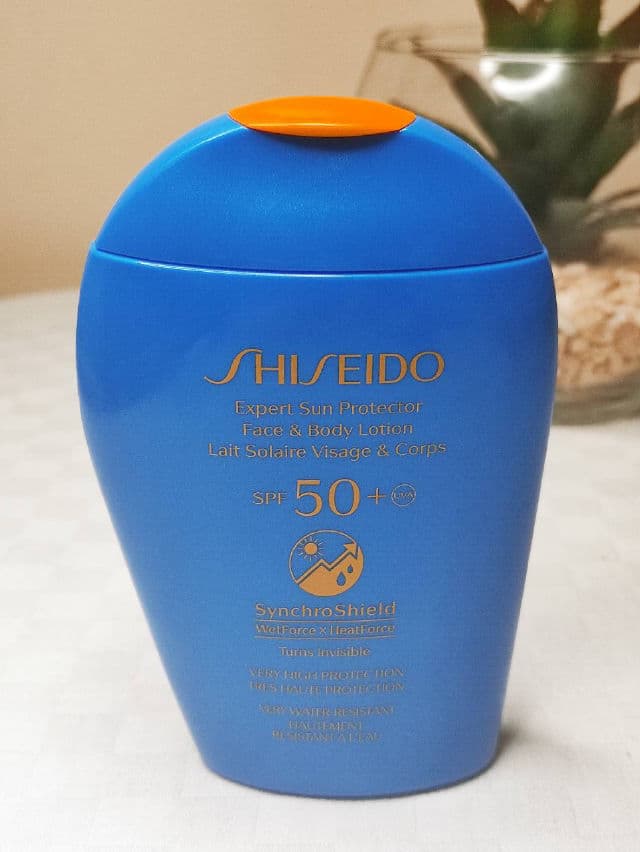 SHISEIDO
Expert Sun Protector
Face & Body Lotion
Lait Solaire Visage & Corps
SPF 50+ UVA
SynchroShield
WetForce x HeatForce
Turns Invisible
VERY HIGH PROTECTION
TRÈS HAUTE PROTECTION
VERY WATER-RESISTANT
HAUTEMENT
RÉSISTANT À L'EAU